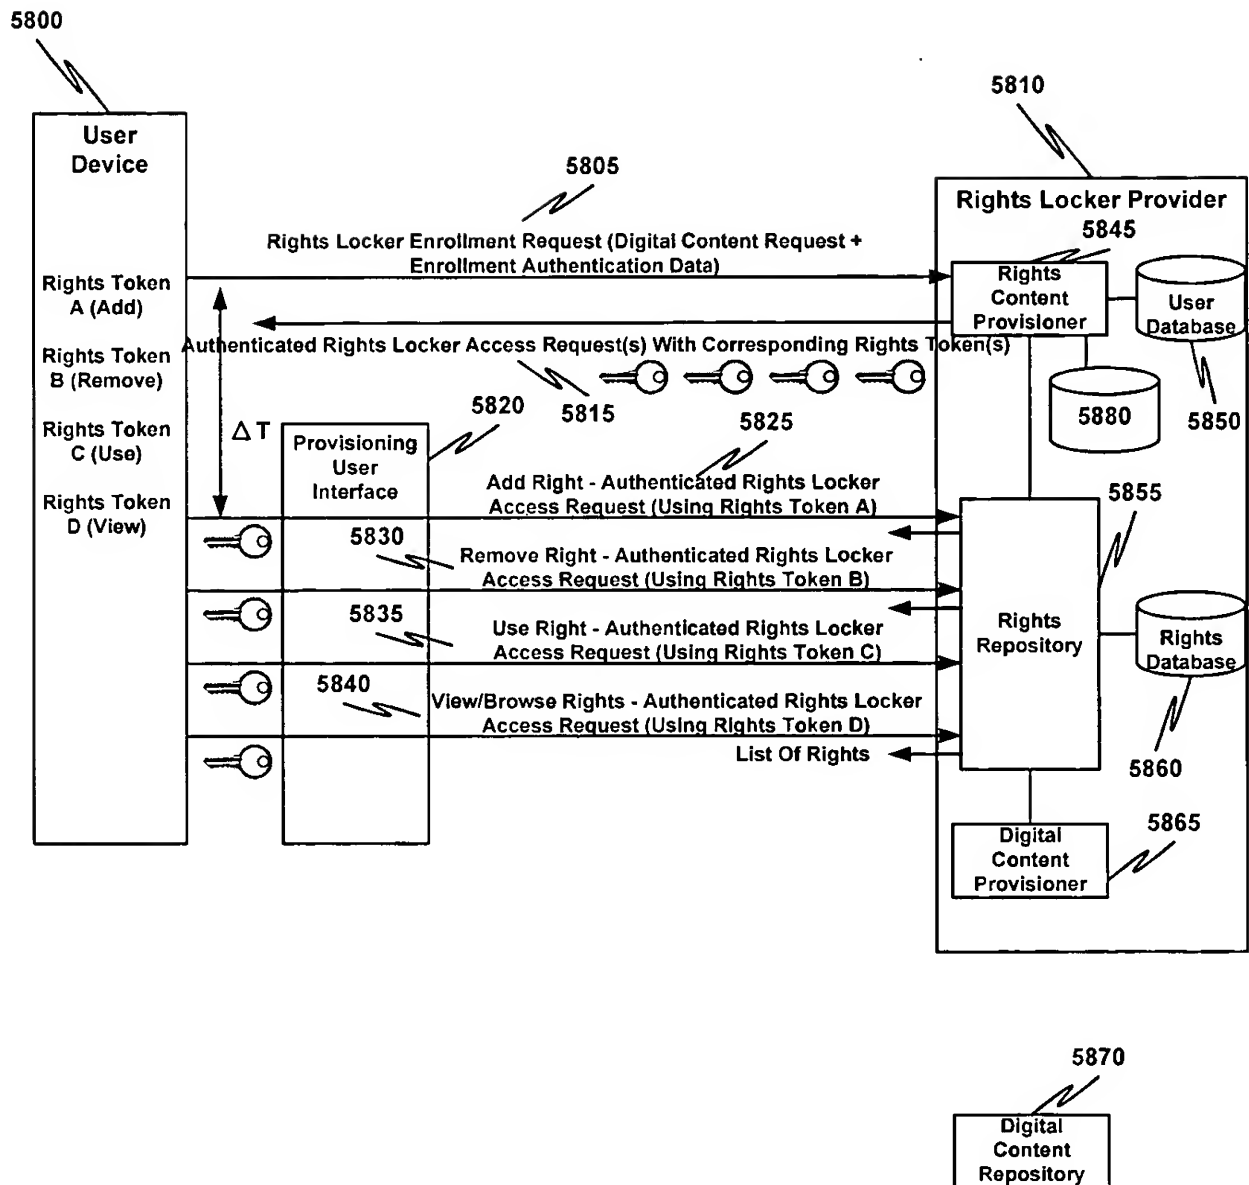 5800
5810
User
Device
5805
Rights Locker Provider
Rights Locker Enrollment Request (Digital Content Request +
Enrollment Authentication Data)
5845
Rights
Content
Provisioner
User
Database
Rights Token
A (Add)
Authenticated Rights Locker Access Request(s) With Corresponding Rights Token(s)
Rights Token
B (Remove)
5815
5820
5825
5880
5850
Rights Token
C (Use)
Δ T
Provisioning
User
Interface
Rights Token
D (View)
Add Right - Authenticated Rights Locker
Access Request (Using Rights Token A)
5855
5830
Remove Right - Authenticated Rights Locker
Access Request (Using Rights Token B)
5835
Use Right - Authenticated Rights Locker
Access Request (Using Rights Token C)
Rights
Repository
Rights
Database
5840
View/Browse Rights - Authenticated Rights Locker
Access Request (Using Rights Token D)
List Of Rights
5860
5865
Digital
Content
Provisioner
5870
Digital
Content
Repository